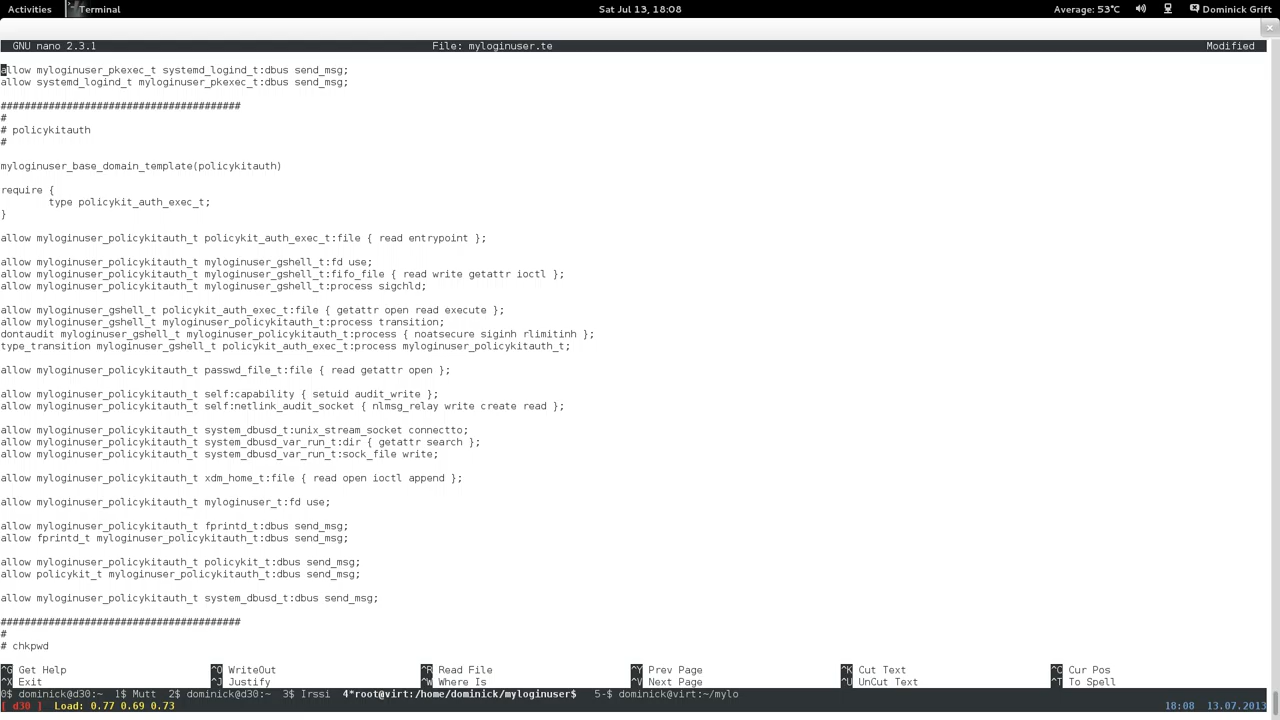 Activities Terminal Sat Jul 13, 18:08 Average: 53°C Dominick Grift
GNU nano 2.3.1 File: myloginuser.te Modified
allow myloginuser_pkexec_t systemd_logind_t:dbus send_msg;
allow systemd_logind_t myloginuser_pkexec_t:dbus send_msg;
########################################
#
# policykitauth
#
myloginuser_base_domain_template(policykitauth)
require {
type policykit_auth_exec_t;
}
allow myloginuser_policykitauth_t policykit_auth_exec_t:file { read entrypoint };
allow myloginuser_policykitauth_t myloginuser_gshell_t:fd use;
allow myloginuser_policykitauth_t myloginuser_gshell_t:fifo_file { read write getattr ioctl };
allow myloginuser_policykitauth_t myloginuser_gshell_t:process sigchld;
allow myloginuser_gshell_t policykit_auth_exec_t:file { getattr open read execute };
allow myloginuser_gshell_t myloginuser_policykitauth_t:process transition;
dontaudit myloginuser_gshell_t myloginuser_policykitauth_t:process { noatsecure siginh rlimitinh };
type_transition myloginuser_gshell_t policykit_auth_exec_t:process myloginuser_policykitauth_t;
allow myloginuser_policykitauth_t passwd_file_t:file { read getattr open };
allow myloginuser_policykitauth_t self:capability { setuid audit_write };
allow myloginuser_policykitauth_t self:netlink_audit_socket { nlmsg_relay write create read };
allow myloginuser_policykitauth_t system_dbusd_t:unix_stream_socket connectto;
allow myloginuser_policykitauth_t system_dbusd_var_run_t:dir { getattr search };
allow myloginuser_policykitauth_t system_dbusd_var_run_t:sock_file write;
allow myloginuser_policykitauth_t xdm_home_t:file { read open ioctl append };
allow myloginuser_policykitauth_t myloginuser_t:fd use;
allow myloginuser_policykitauth_t fprintd_t:dbus send_msg;
allow fprintd_t myloginuser_policykitauth_t:dbus send_msg;
allow myloginuser_policykitauth_t policykit_t:dbus send_msg;
allow policykit_t myloginuser_policykitauth_t:dbus send_msg;
allow myloginuser_policykitauth_t system_dbusd_t:dbus send_msg;
########################################
#
# chkpwd
^G Get Help ^O WriteOut ^R Read File ^Y Prev Page ^K Cut Text ^C Cur Pos
^X Exit ^J Justify ^W Where Is ^V Next Page ^U UnCut Text ^T To Spell
0$ dominick@d30:~ 1$ Mutt 2$ dominick@d30:~ 3$ Irssi 4*root@virt:/home/dominick/myloginuser$ 5-$ dominick@virt:~/mylo
[ d30 ] Load: 0.77 0.69 0.73 18:08 13.07.2013